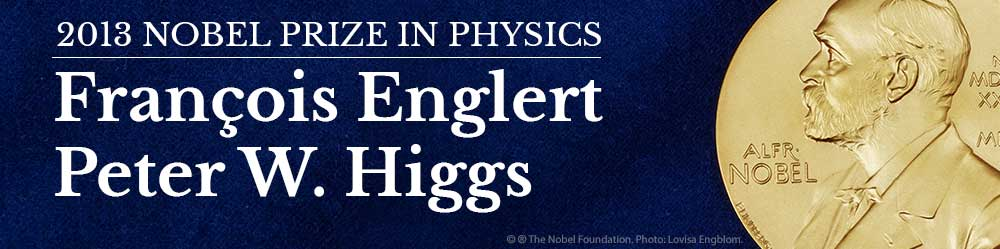 2013 NOBEL PRIZE IN PHYSICS
François Englert
Peter W. Higgs
ALFR·
NOBEL
© ® The Nobel Foundation. Photo: Lovisa Engblom.